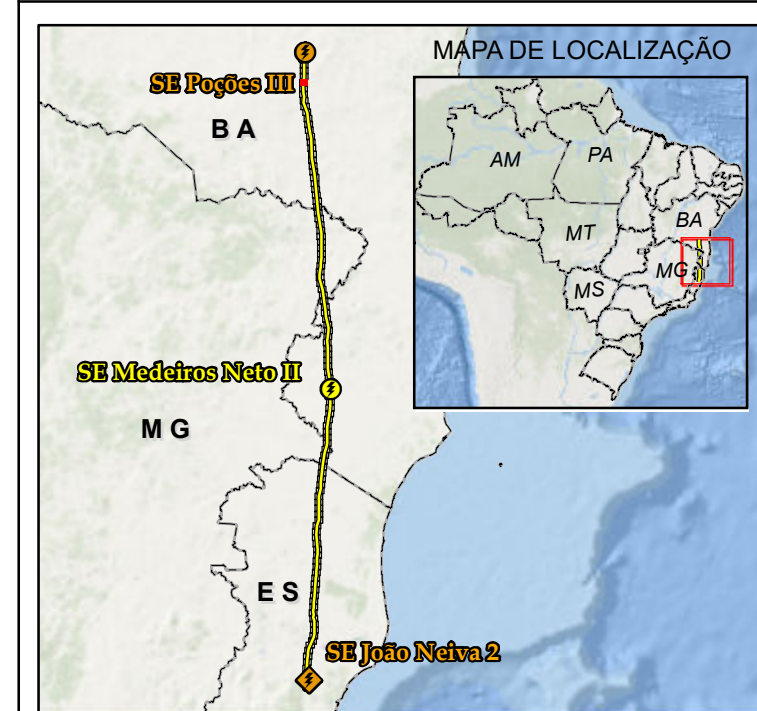 MAPA DE LOCALIZAÇÃO
SE Poções III
B A
AM
PA
BA
MT
MG
MS
SE Medeiros Neto II
M G
E S
SE João Neiva 2